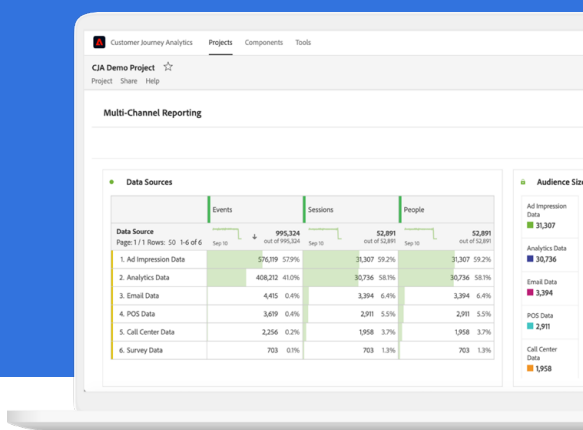 Customer Journey Analytics Projects Components Tools
CJA Demo Project
Project Share Help
Multi-Channel Reporting
Data Sources
Events Sessions People
Data Source
Page: 1 / 1 Rows: 50 1-6 of 6
Sep 10 995,324 out of 995,324
Sep 10 52,891 out of 52,891
Sep 10 52,891 out of 52,891
1. Ad Impression Data 576,119 57.9% 31,307 59.2% 31,307 59.2%
2. Analytics Data 408,212 41.0% 30,736 58.1% 30,736 58.1%
3. Email Data 4,415 0.4% 3,394 6.4% 3,394 6.4%
4. POS Data 3,619 0.4% 2,911 5.5% 2,911 5.5%
5. Call Center Data 2,256 0.2% 1,958 3.7% 1,958 3.7%
6. Survey Data 703 0.1% 703 1.3% 703 1.3%
Audience Size
Ad Impression
Data
31,307
Analytics Data
30,736
Email Data
3,394
POS Data
2,911
Call Center
Data
1,958